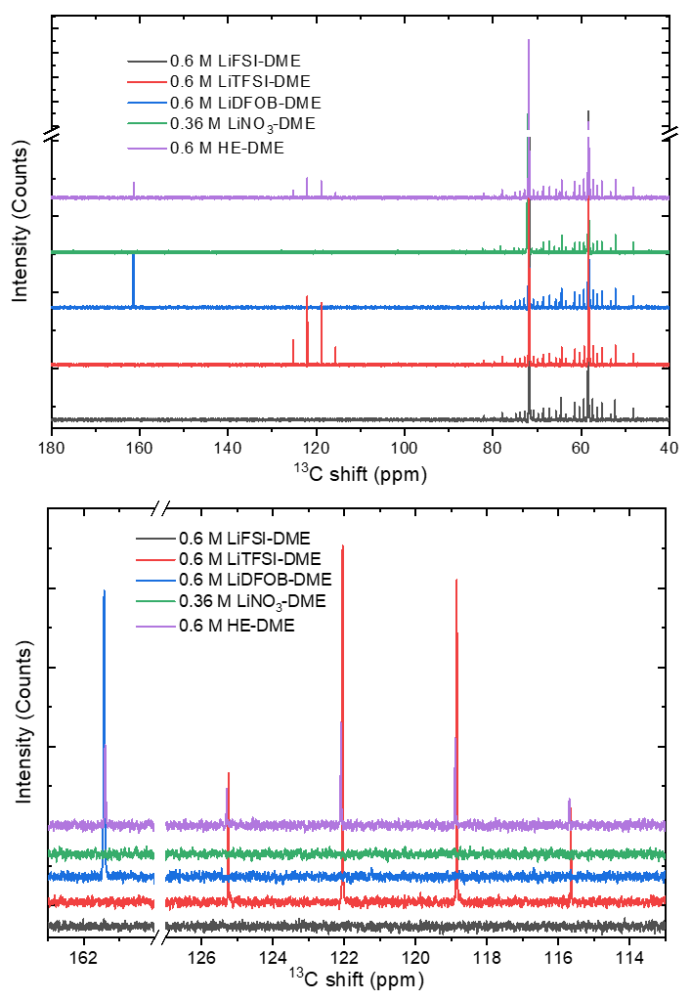 0.6 M LiFSI-DME
0.6 M LiTFSI-DME
0.6 M LiDFOB-DME
0.36 M LiNO₃-DME
0.6 M HE-DME
Intensity (Counts)
180 160 140 120 100 80 60 40
¹³C shift (ppm)
0.6 M LiFSI-DME
0.6 M LiTFSI-DME
0.6 M LiDFOB-DME
0.36 M LiNO₃-DME
0.6 M HE-DME
Intensity (Counts)
162 126 124 122 120 118 116 114
¹³C shift (ppm)